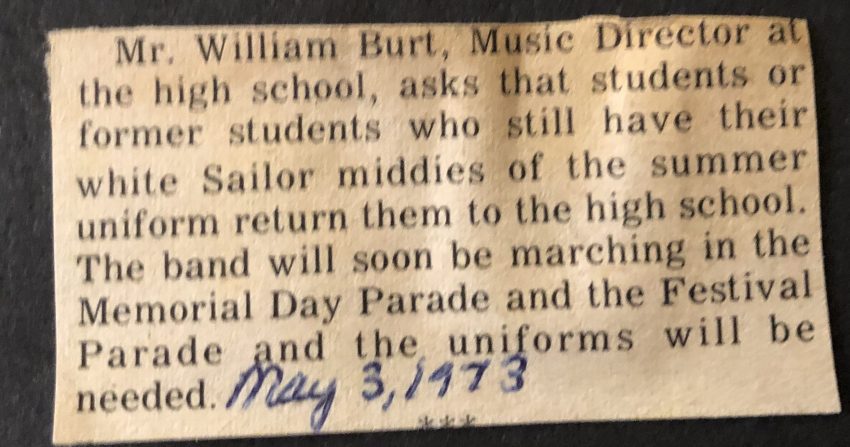 Mr. William Burt, Music Director at
the high school, asks that students or
former students who still have their
white Sailor middies of the summer
uniform return them to the high school.
The band will soon be marching in the
Memorial Day Parade and the Festival
Parade and the uniforms will be
needed. May 3, 1973
***